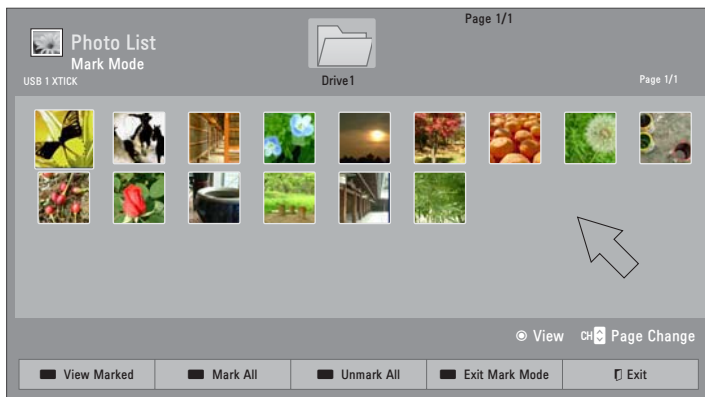 Page 1/1
Photo List
Mark Mode
USB 1 XTICK
Drive1
Page 1/1
View CH Page Change
View Marked
Mark All
Unmark All
Exit Mark Mode
Exit